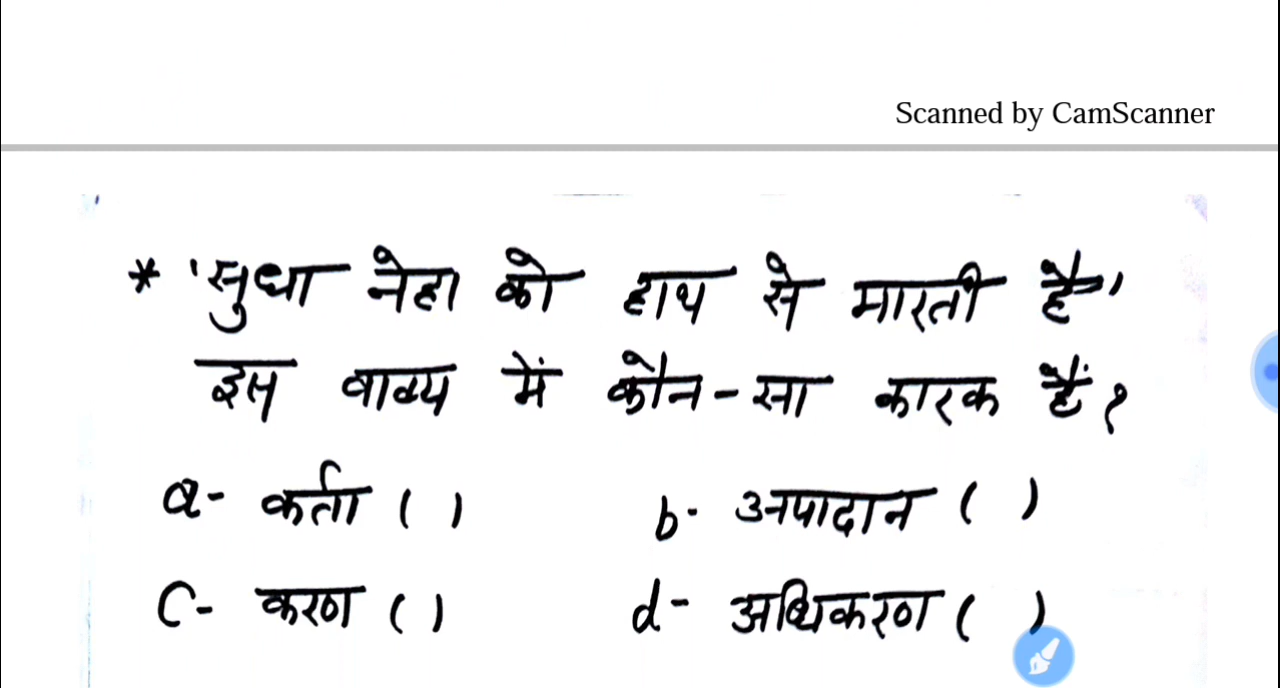 Scanned by CamScanner
* 'सुधा नेहा को हाथ से मारती है'
इस वाक्य में कौन-सा कारक हैं?
a- कर्ता ( )
b- अपादान ( )
c- करण ( )
d- अधिकरण ( )